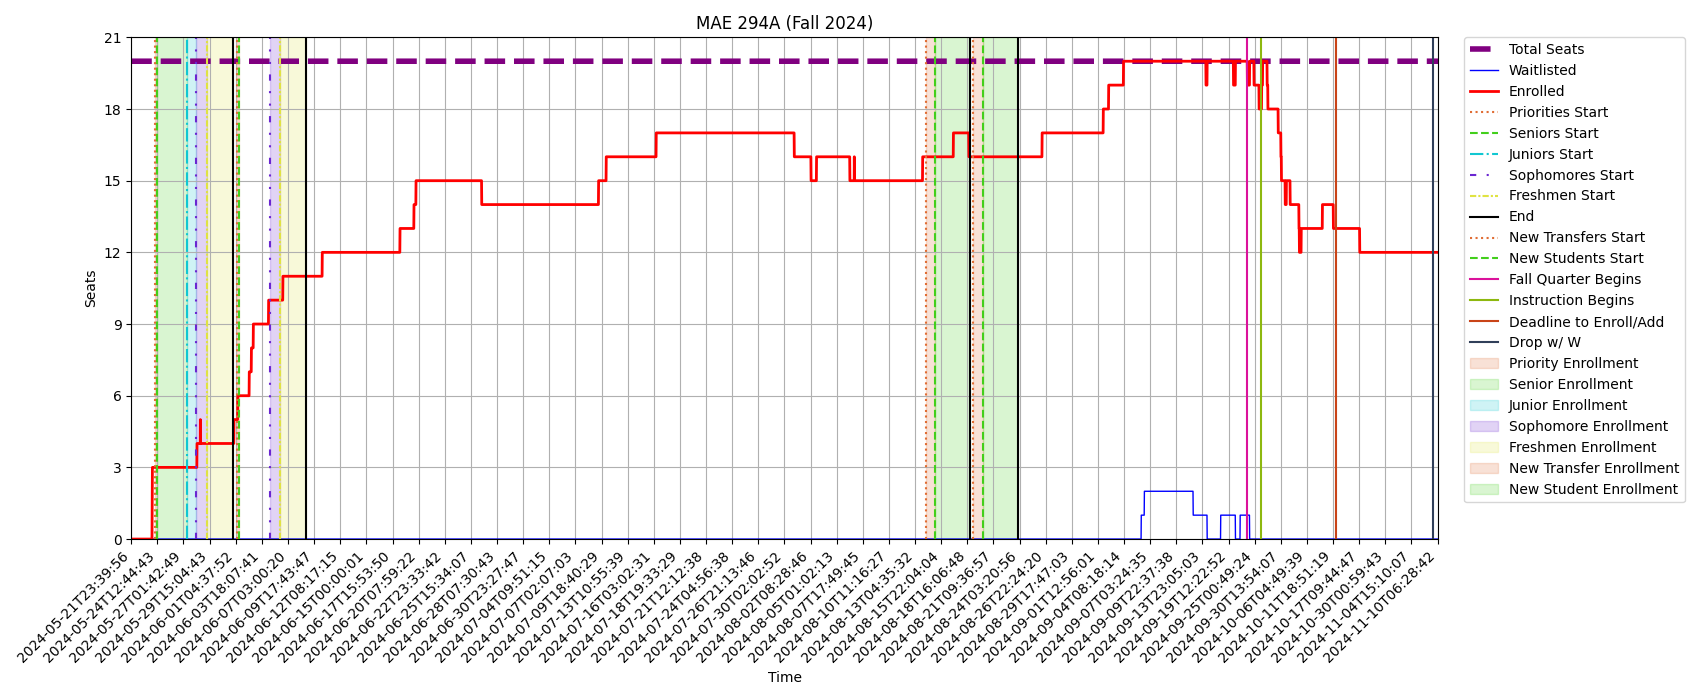 MAE 294A (Fall 2024)
21
18
15
12
9
6
3
0
Seats
2024-05-21T23:39:56
2024-05-24T12:44:43
2024-05-27T01:42:49
2024-05-29T15:04:43
2024-06-01T04:37:52
2024-06-03T18:07:41
2024-06-07T03:00:20
2024-06-09T17:43:47
2024-06-12T08:17:15
2024-06-15T00:00:01
2024-06-17T15:53:50
2024-06-20T07:59:22
2024-06-22T23:33:42
2024-06-25T15:34:07
2024-06-28T07:30:43
2024-06-30T23:27:47
2024-07-04T09:51:15
2024-07-07T02:07:03
2024-07-09T18:40:29
2024-07-13T10:55:39
2024-07-16T03:02:31
2024-07-18T19:33:29
2024-07-21T12:12:38
2024-07-24T04:56:38
2024-07-26T21:13:46
2024-07-30T02:02:52
2024-08-02T18:28:46
2024-08-05T01:02:13
2024-08-07T17:49:45
2024-08-10T11:16:27
2024-08-13T04:35:32
2024-08-15T22:04:04
2024-08-18T16:06:48
2024-08-21T09:36:57
2024-08-24T03:20:56
2024-08-26T22:24:20
2024-08-29T17:47:03
2024-09-01T12:56:01
2024-09-04T08:18:14
2024-09-07T03:24:35
2024-09-09T22:37:38
2024-09-13T23:05:03
2024-09-19T12:22:52
2024-09-25T00:49:24
2024-09-30T13:54:07
2024-10-06T04:49:39
2024-10-11T18:51:19
2024-10-17T09:44:47
2024-10-30T00:59:43
2024-11-04T15:10:07
2024-11-10T06:28:42
Time
Total Seats
Waitlisted
Enrolled
Priorities Start
Seniors Start
Juniors Start
Sophomores Start
Freshmen Start
End
New Transfers Start
New Students Start
Fall Quarter Begins
Instruction Begins
Deadline to Enroll/Add
Drop w/ W
Priority Enrollment
Senior Enrollment
Junior Enrollment
Sophomore Enrollment
Freshmen Enrollment
New Transfer Enrollment
New Student Enrollment